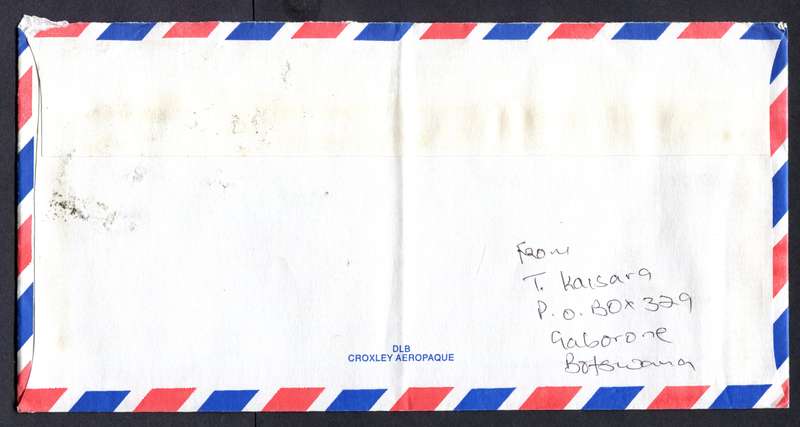 From
T. Kaisara
P.O. BOX 329
Gaborone
Botswana
DLB
CROXLEY AEROPAQUE